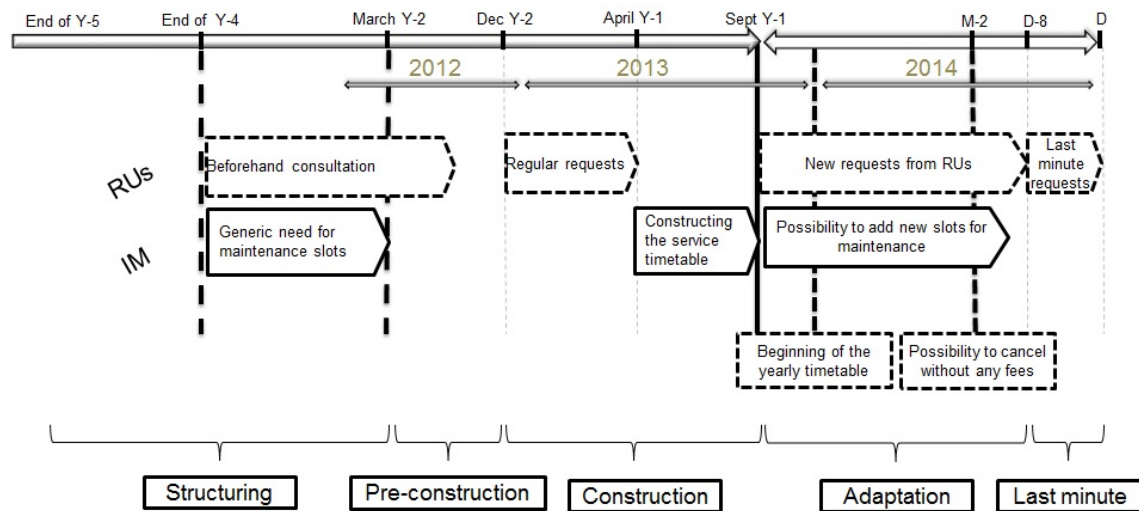 End of Y-5
End of Y-4
March Y-2
Dec Y-2
April Y-1
Sept Y-1
M-2
D-8
D
2012
2013
2014
RUs
Beforehand consultation
Regular requests
New requests from RUs
Last
minute
requests
IM
Generic need for
maintenance slots
Constructing
the service
timetable
Possibility to add new slots for
maintenance
Beginning of the
yearly timetable
Possibility to cancel
without any fees
Structuring
Pre-construction
Construction
Adaptation
Last minute